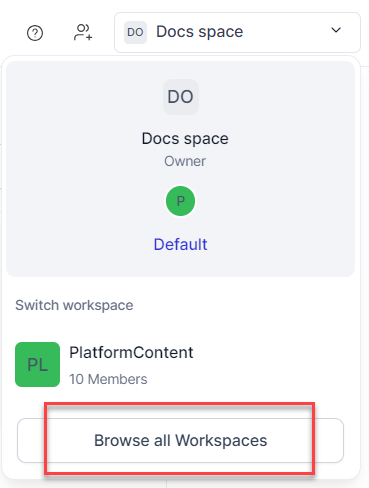 DO Docs space
DO
Docs space
Owner
P
Default
Switch workspace
PL PlatformContent
10 Members
Browse all Workspaces